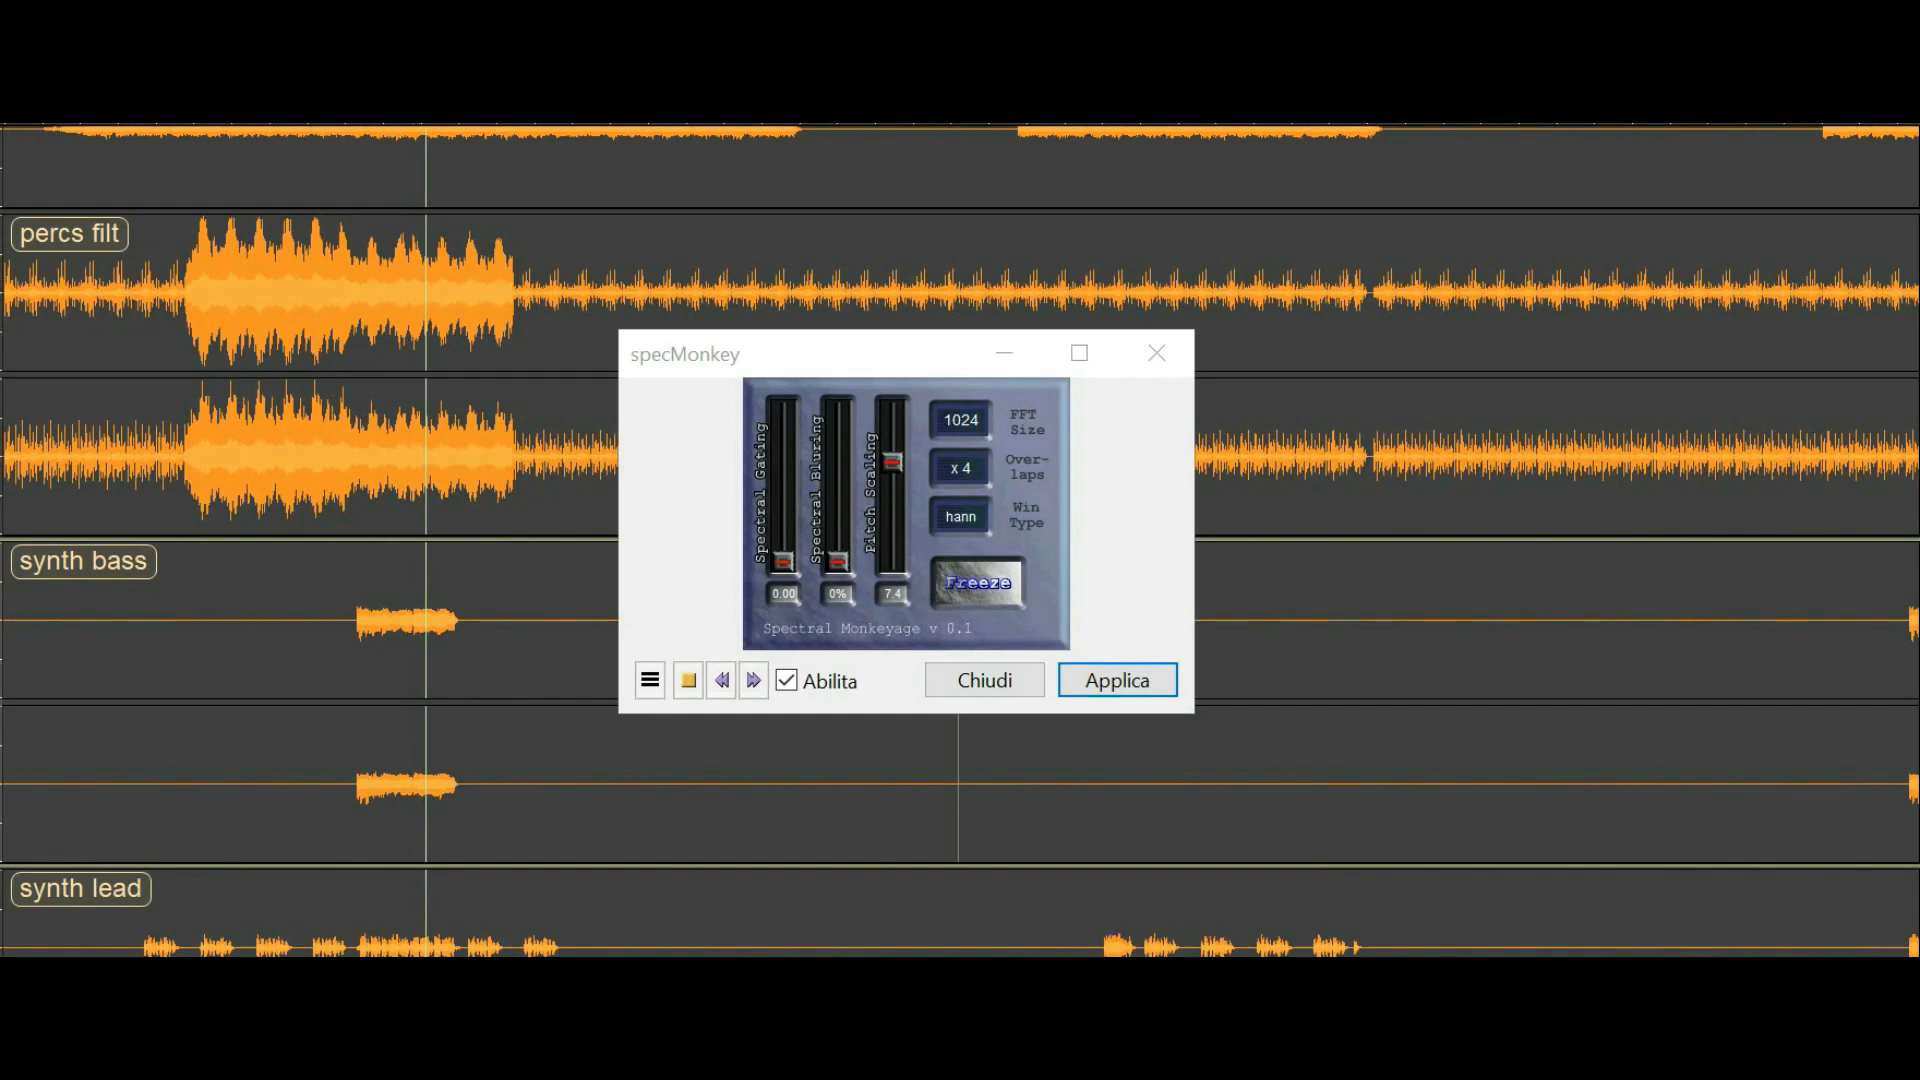 percs filt
specMonkey
Spectral Gating
Spectral Bluring
Pitch Scaling
1024
FFT
Size
x 4
Over-
laps
hann
Win
Type
Freeze
0.00
0%
7.4
Spectral Monkeyage v 0.1
Abilita
Chiudi
Applica
synth bass
synth lead